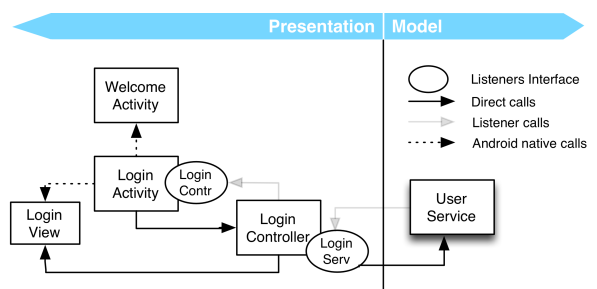 Presentation
Model
Welcome
Activity
Listeners Interface
Direct calls
Listener calls
Android native calls
Login
Activity
Login
Contr
Login
View
Login
Controller
Login
Serv
User
Service